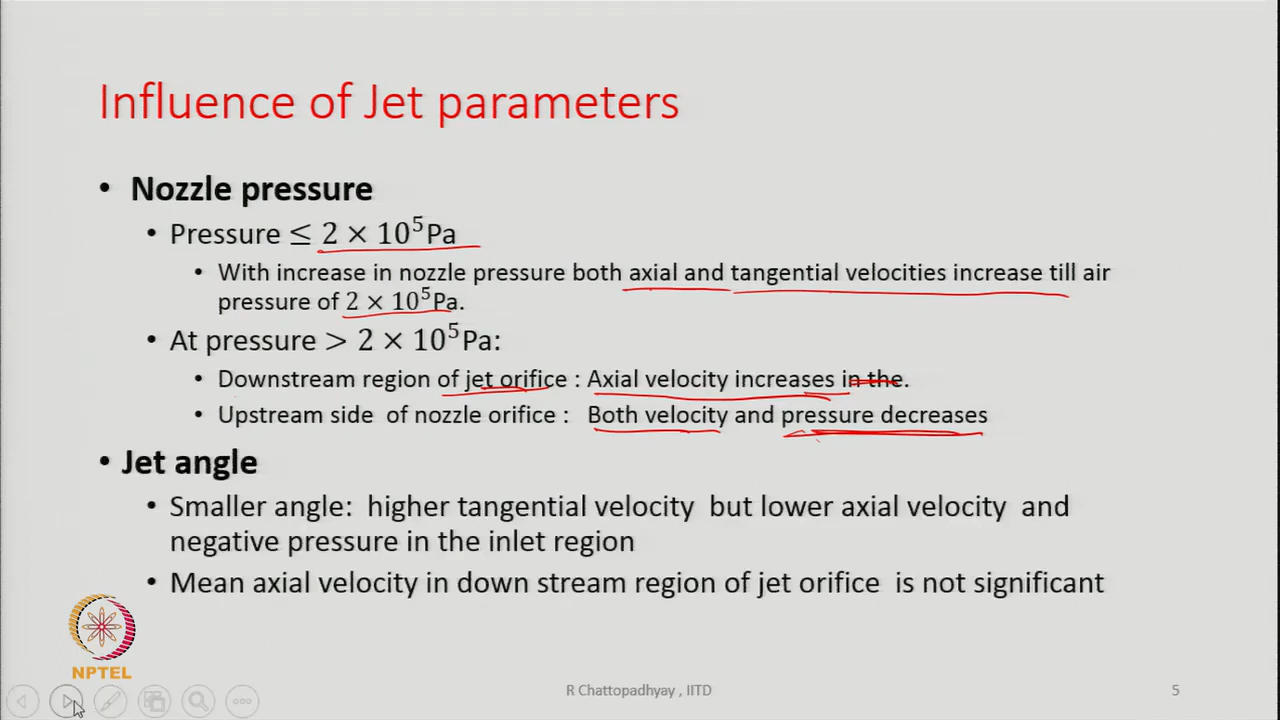 Influence of Jet parameters
• Nozzle pressure
• Pressure ≤ 2 × 10⁵Pa
• With increase in nozzle pressure both axial and tangential velocities increase till air
pressure of 2 × 10⁵Pa.
• At pressure > 2 × 10⁵Pa:
• Downstream region of jet orifice : Axial velocity increases in the.
• Upstream side of nozzle orifice : Both velocity and pressure decreases
• Jet angle
• Smaller angle: higher tangential velocity but lower axial velocity and
negative pressure in the inlet region
• Mean axial velocity in down stream region of jet orifice is not significant
NPTEL
R Chattopadhyay , IITD
5